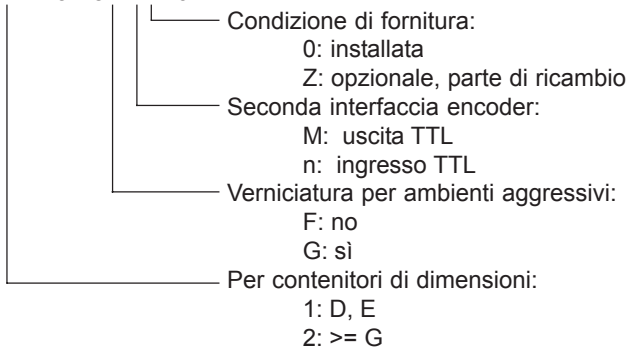 Condizione di fornitura:
0: installata
Z: opzionale, parte di ricambio
Seconda interfaccia encoder:
M: uscita TTL
n: ingresso TTL
Verniciatura per ambienti aggressivi:
F: no
G: sì
Per contenitori di dimensioni:
1: D, E
2: >= G